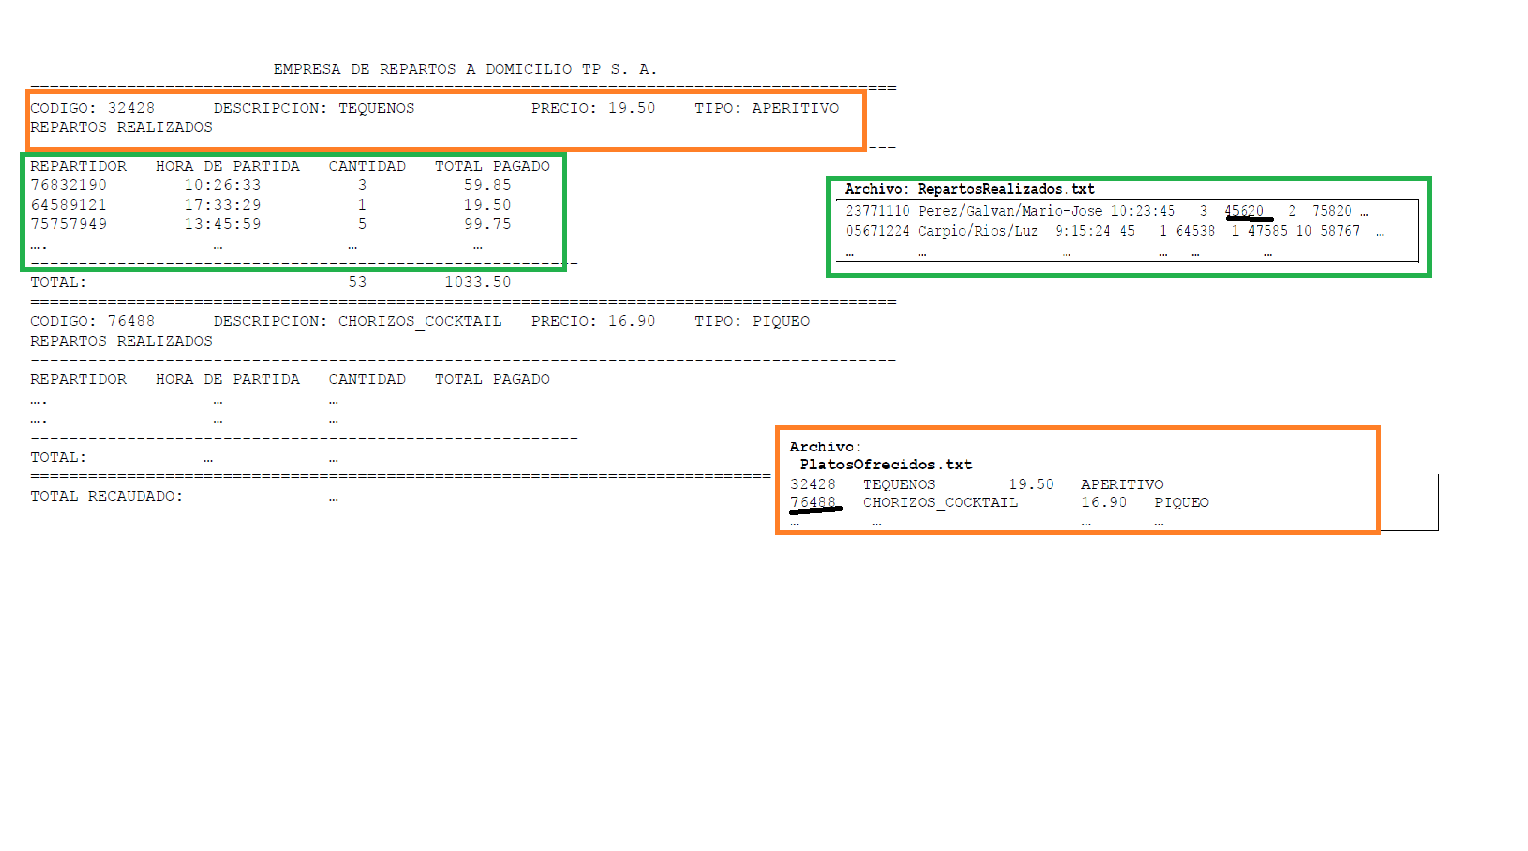 EMPRESA DE REPARTOS A DOMICILIO TP S. A.
=========================================================================================
CODIGO: 32428 DESCRIPCION: TEQUENOS PRECIO: 19.50 TIPO: APERITIVO
REPARTOS REALIZADOS
-----------------------------------------------------------------------------------------
REPARTIDOR HORA DE PARTIDA CANTIDAD TOTAL PAGADO
76832190 10:26:33 3 59.85
64589121 17:33:29 1 19.50
75757949 13:45:59 5 99.75
…. … … …
---------------------------------------------------------
TOTAL: 53 1033.50
=========================================================================================
CODIGO: 76488 DESCRIPCION: CHORIZOS_COCKTAIL PRECIO: 16.90 TIPO: PIQUEO
REPARTOS REALIZADOS
-----------------------------------------------------------------------------------------
REPARTIDOR HORA DE PARTIDA CANTIDAD TOTAL PAGADO
…. … …
…. … …
---------------------------------------------------------
TOTAL: … …
=============================================================================
TOTAL RECAUDADO: …
Archivo: RepartosRealizados.txt
23771110 Perez/Galvan/Mario-Jose 10:23:45 3 45620 2 75820 …
05671224 Carpio/Rios/Luz 9:15:24 45 1 64538 1 47585 10 58767 …
… … … … … …
Archivo:
PlatosOfrecidos.txt
32428 TEQUENOS 19.50 APERITIVO
76488 CHORIZOS_COCKTAIL 16.90 PIQUEO
… … … …